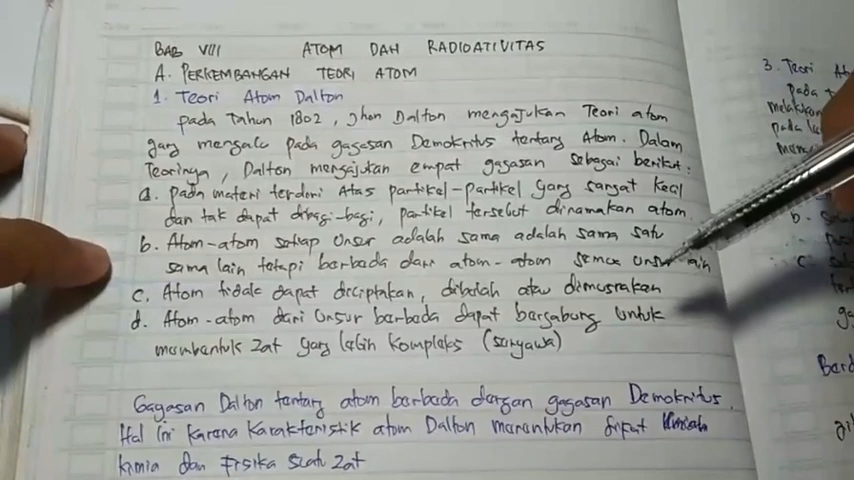 BAB VIII ATOM DAN RADIOATIVITAS
A. PERKEMBANGAN TEORI ATOM
1. Teori Atom Dalton
pada Tahun 1802, Jhon Dalton mengajukan Teori atom
yang mengacu pada gagasan Demokritus tentang Atom. Dalam
Teorinya, Dalton mengajukan empat gagasan sebagai berikut:
a. pada materi terdiri Atas partikel-partikel yang sangat kecil
dan tak dapat dibagi-bagi, partikel tersebut dinamakan atom.
b. Atom-atom setiap Unsur adalah sama adalah sama satu
sama lain tetapi berbeda dari atom-atom semua unsur lain
c. Atom tidak dapat diciptakan, dibelah atau dimusnakan
d. Atom-atom dari Unsur berbeda dapat bergabung Untuk
membentuk Zat yang lebih Kompleks (senyawa)
Gagasan Dalton tentang atom berbeda dengan gagasan Demokritus.
Hal Ini Karena Karakteristik atom Dalton menentukan sifat
kimia dan Fisika suatu Zat
3. Teori
pada
pada
b.
c.